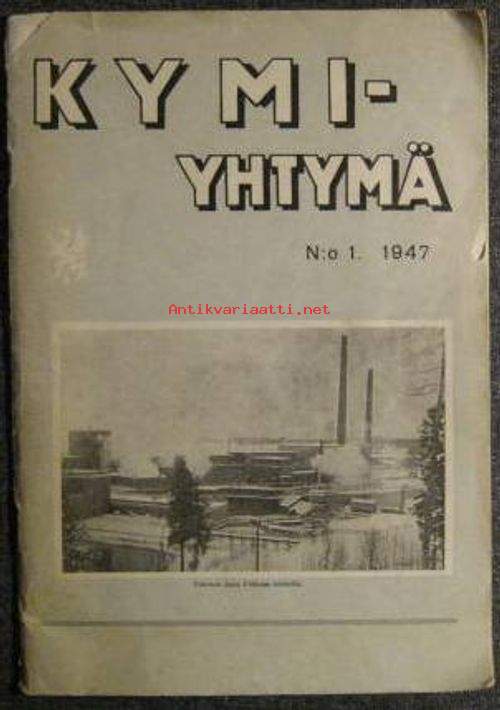 KYMI-
YHTYMÄ
N:o 1. 1947
Antikvariaatti.net